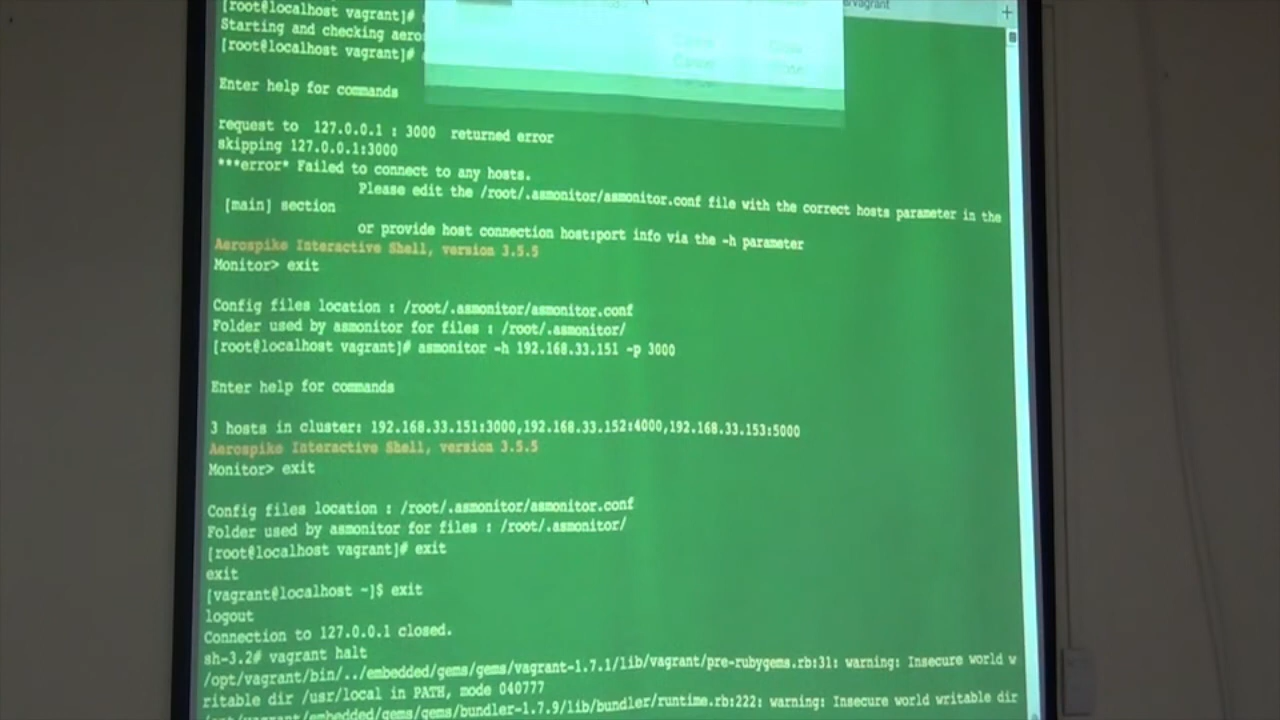 [root@localhost vagrant]#
/vagrant
Starting and checking aero
[root@localhost vagrant]#
Cancel
Enter help for commands
request to 127.0.0.1 : 3000 returned error
skipping 127.0.0.1:3000
***error* Failed to connect to any hosts.
Please edit the /root/.asmonitor/asmonitor.conf file with the correct hosts parameter in the
[main] section
or provide host connection host:port info via the -h parameter
Aerospike Interactive Shell, version 3.5.5
Monitor> exit
Config files location : /root/.asmonitor/asmonitor.conf
Folder used by asmonitor for files : /root/.asmonitor/
[root@localhost vagrant]# asmonitor -h 192.168.33.151 -p 3000
Enter help for commands
3 hosts in cluster: 192.168.33.151:3000,192.168.33.152:4000,192.168.33.153:5000
Aerospike Interactive Shell, version 3.5.5
Monitor> exit
Config files location : /root/.asmonitor/asmonitor.conf
Folder used by asmonitor for files : /root/.asmonitor/
[root@localhost vagrant]# exit
exit
[vagrant@localhost ~]$ exit
logout
Connection to 127.0.0.1 closed.
sh-3.2# vagrant halt
/opt/vagrant/bin/../embedded/gems/gems/vagrant-1.7.1/lib/vagrant/pre-rubygems.rb:31: warning: Insecure world w
ritable dir /usr/local in PATH, mode 040777
/opt/vagrant/embedded/gems/gems/bundler-1.7.9/lib/bundler/runtime.rb:222: warning: Insecure world writable dir